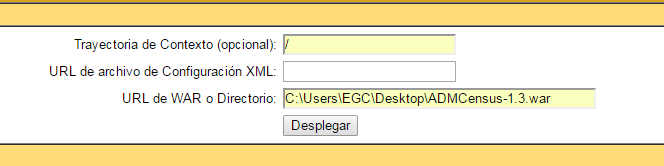 Trayectoria de Contexto (opcional): /
URL de archivo de Configuración XML:
URL de WAR o Directorio: C:\Users\EGC\Desktop\ADMCensus-1.3.war
Desplegar